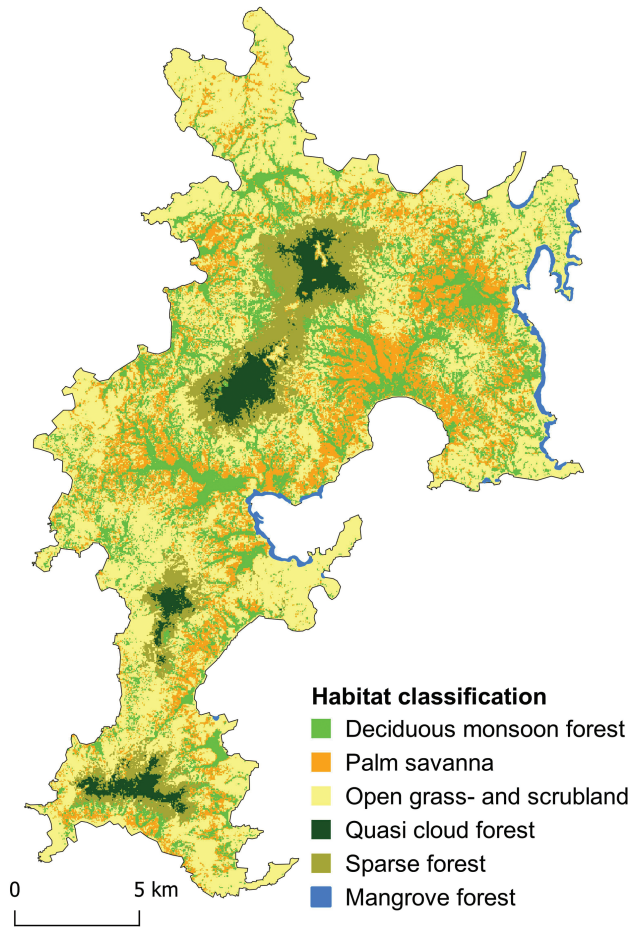 Habitat classification
Deciduous monsoon forest
Palm savanna
Open grass- and scrubland
Quasi cloud forest
Sparse forest
Mangrove forest
0 5 km